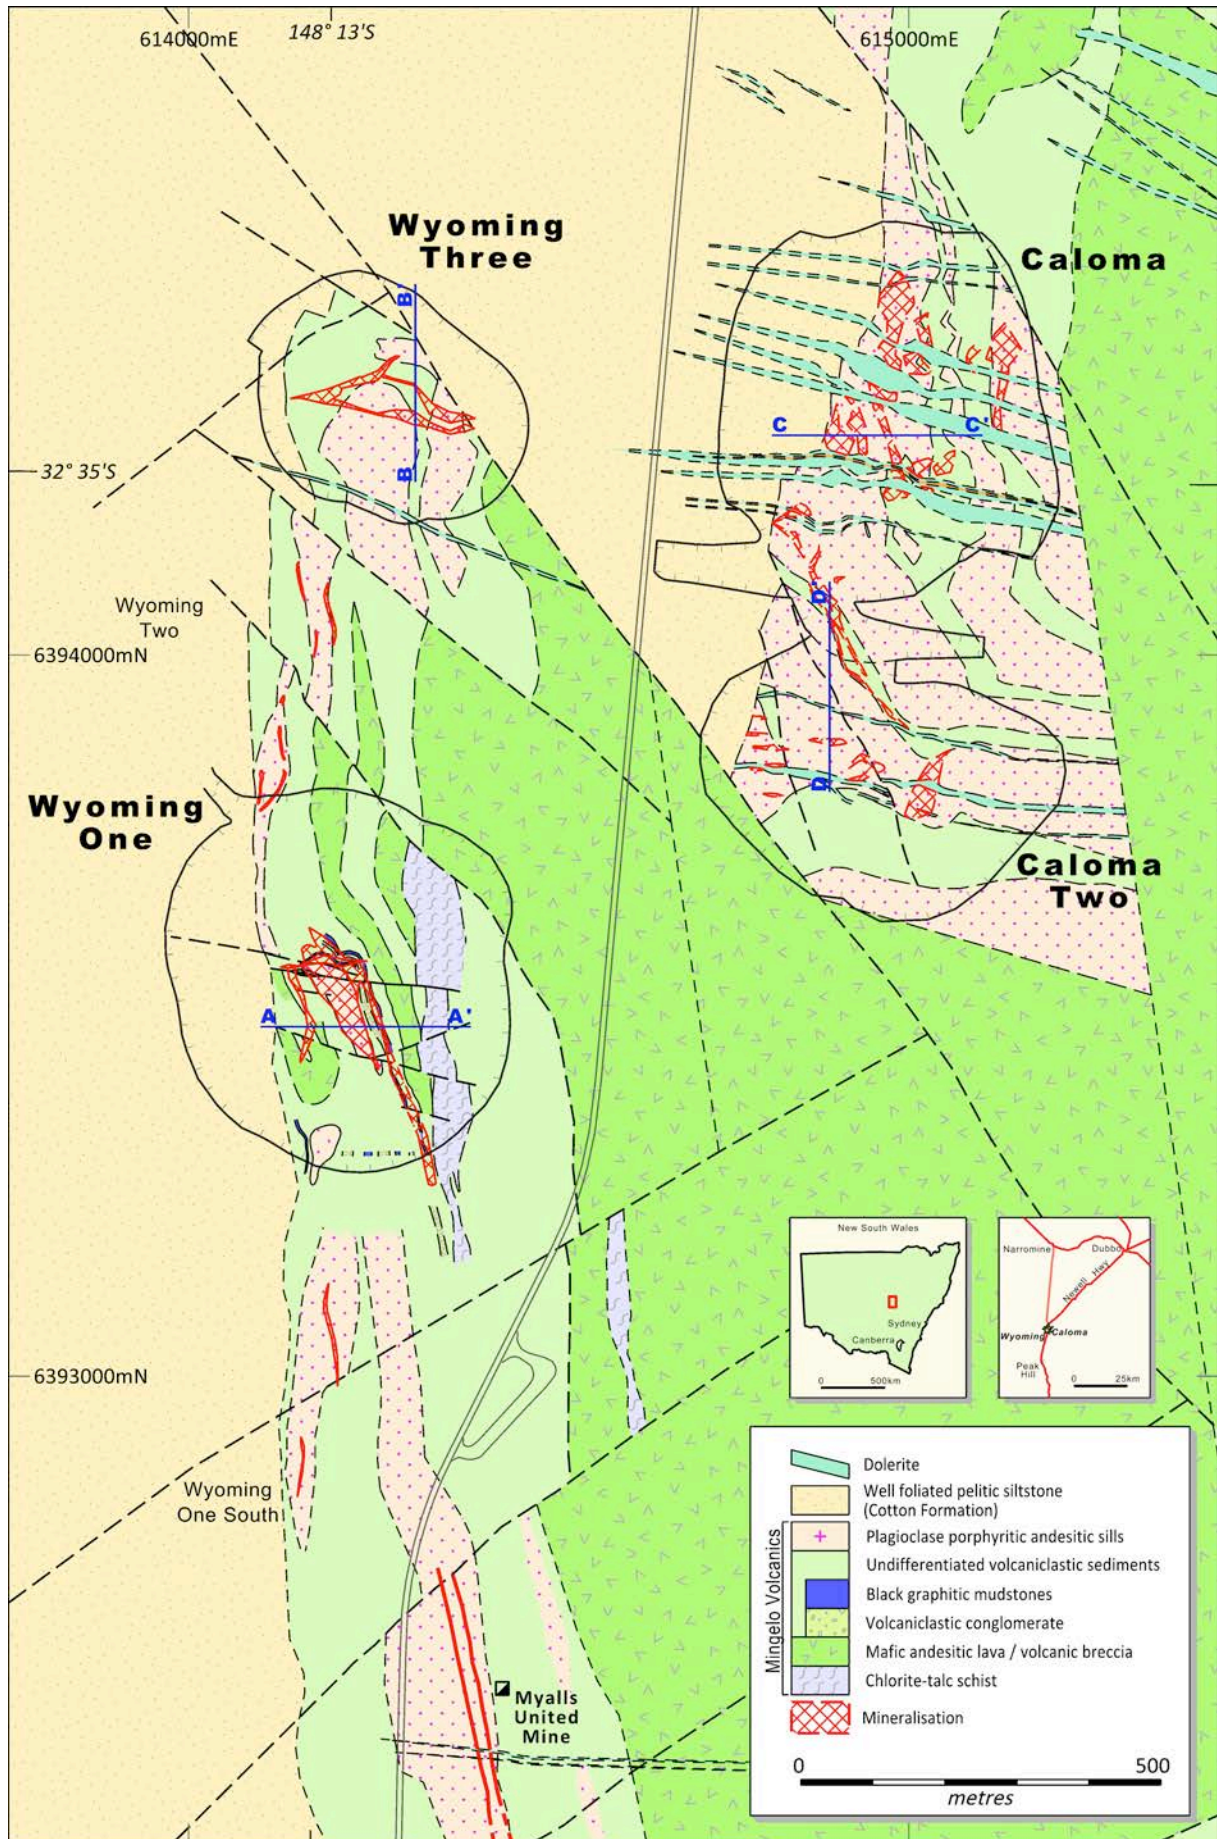 614000mE
148° 13'S
615000mE
Wyoming
Three
Caloma
B'
B
C
C'
32° 35'S
Wyoming
Two
D'
6394000mN
D
Wyoming
One
Caloma
Two
A
A'
New South Wales
Sydney
Canberra
0
500km
Narromine
Dubbo
Newell Hwy
Wyoming
Caloma
Peak
Hill
0
25km
6393000mN
Wyoming
One South
Myalls
United
Mine
Dolerite
Well foliated pelitic siltstone
(Cotton Formation)
Mingelo Volcanics
Plagioclase porphyritic andesitic sills
Undifferentiated volcaniclastic sediments
Black graphitic mudstones
Volcaniclastic conglomerate
Mafic andesitic lava / volcanic breccia
Chlorite-talc schist
Mineralisation
0
500
metres